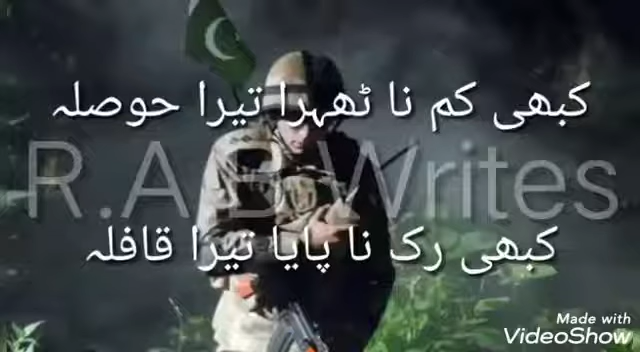 کبھی کم نا ٹھہرا تیرا حوصلہ
R.A.B Writes
کبھی رک نا پایا تیرا قافلہ
Made with
VideoShow